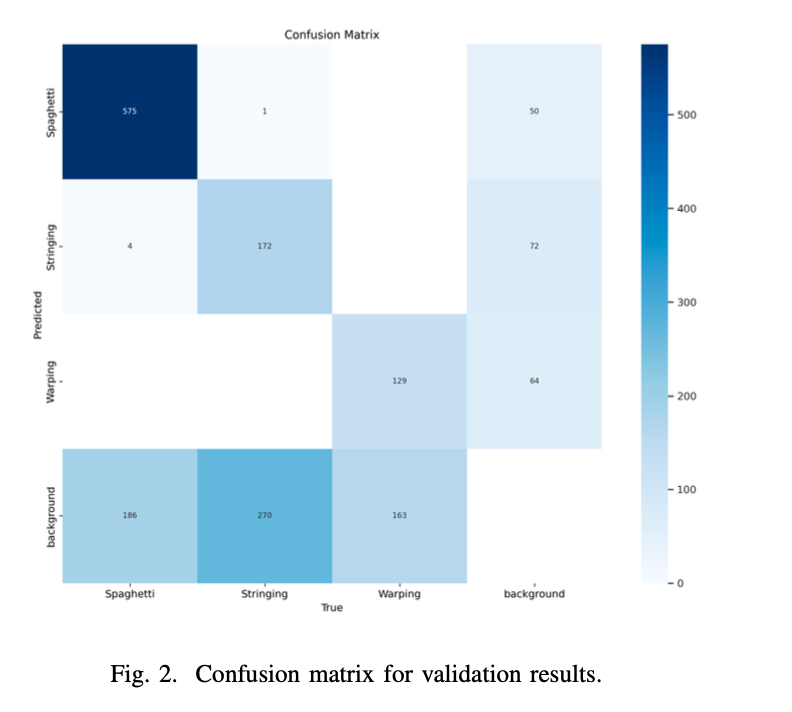 Confusion Matrix
Spaghetti
575
1
50
Stringing
4
172
72
Predicted
Warping
129
64
background
186
270
163
Spaghetti
Stringing
Warping
background
True
500
400
300
200
100
0
Fig. 2. Confusion matrix for validation results.